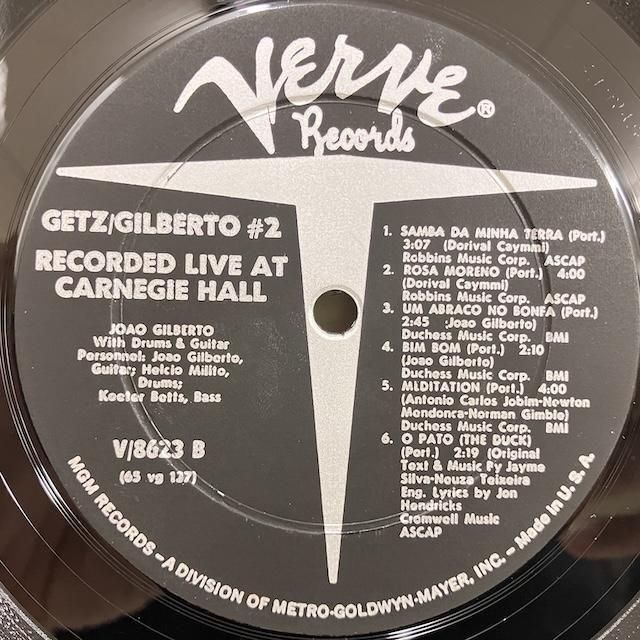 Verve®
Records
GETZ/GILBERTO #2
RECORDED LIVE AT
CARNEGIE HALL
JOAO GILBERTO
With Drums & Guitar
Personnel: Joao Gilberto,
Guitar; Helcio Milito,
Drums;
Keeter Betts, Bass
V/8623 B
(65 vg 137)
1. SAMBA DA MINHA TERRA (Port.)
3:07 (Dorival Caymmi)
Robbins Music Corp. ASCAP
2. ROSA MORENO (Port.) 4:00
(Dorival Caymmi)
Robbins Music Corp. ASCAP
3. UM ABRACO NO BONFA (Port.)
2:45 (Joao Gilberto)
Duchess Music Corp. BMI
4. BIM BOM (Port.) 2:10
(Joao Gilberto)
Duchess Music Corp. BMI
5. MEDITATION (Port.) 4:00
(Antonio Carlos Jobim-Newton
Mendonca-Norman Gimble)
Duchess Music Corp. BMI
6. O PATO (THE DUCK)
(Port.) 2:19 (Original
Text & Music Fy Jayme
Silva-Nouza Teixeira
Eng. Lyrics by Jon
Hendricks
Cromwell Music
ASCAP
MGM RECORDS – A DIVISION OF METRO-GOLDWYN-MAYER, INC. – Made in U. S. A.